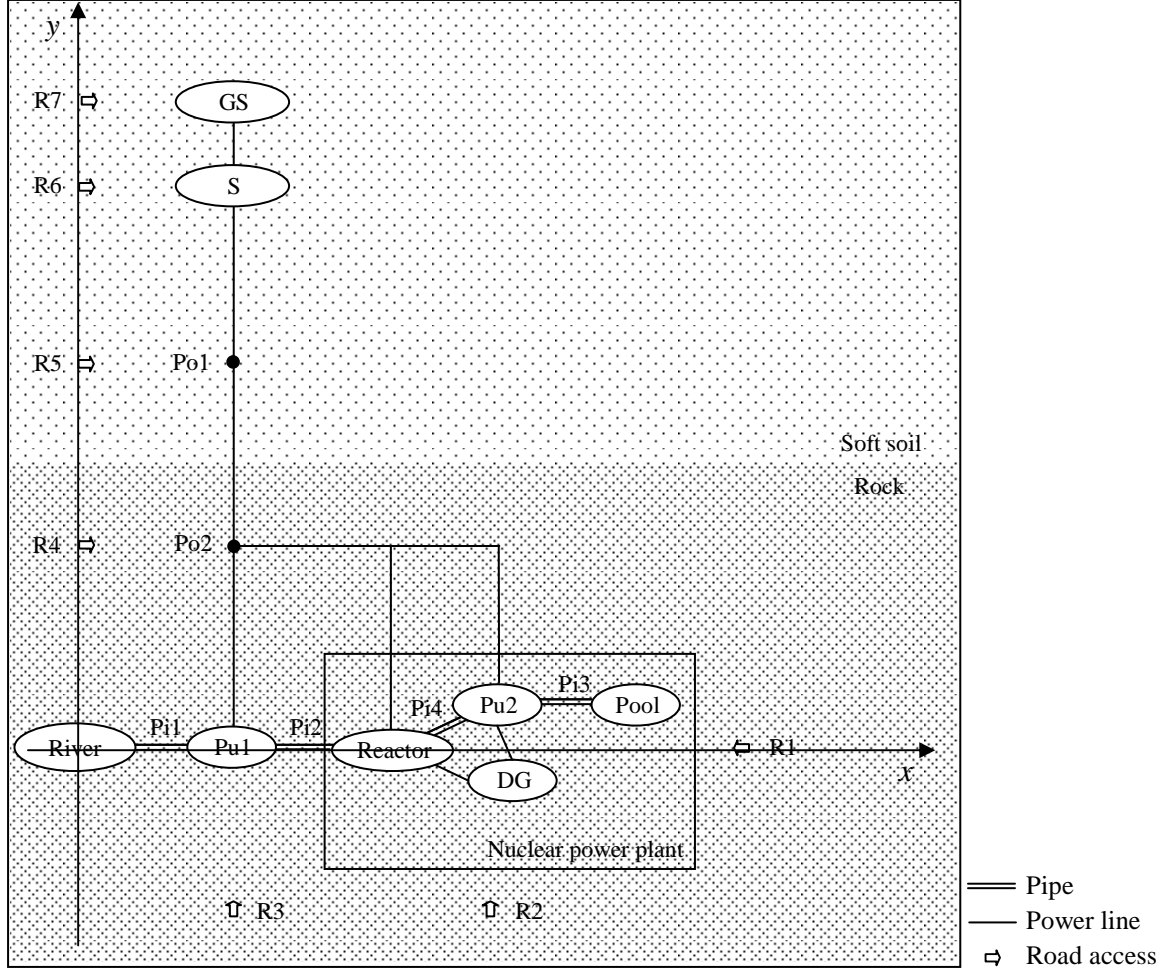 y
R7
GS
R6
S
R5
Po1
Soft soil
Rock
R4
Po2
Pi3
Pi4
Pu2
Pool
Pi1
Pi2
River
Pu1
Reactor
R1
x
DG
Nuclear power plant
Pipe
R3
R2
Power line
Road access